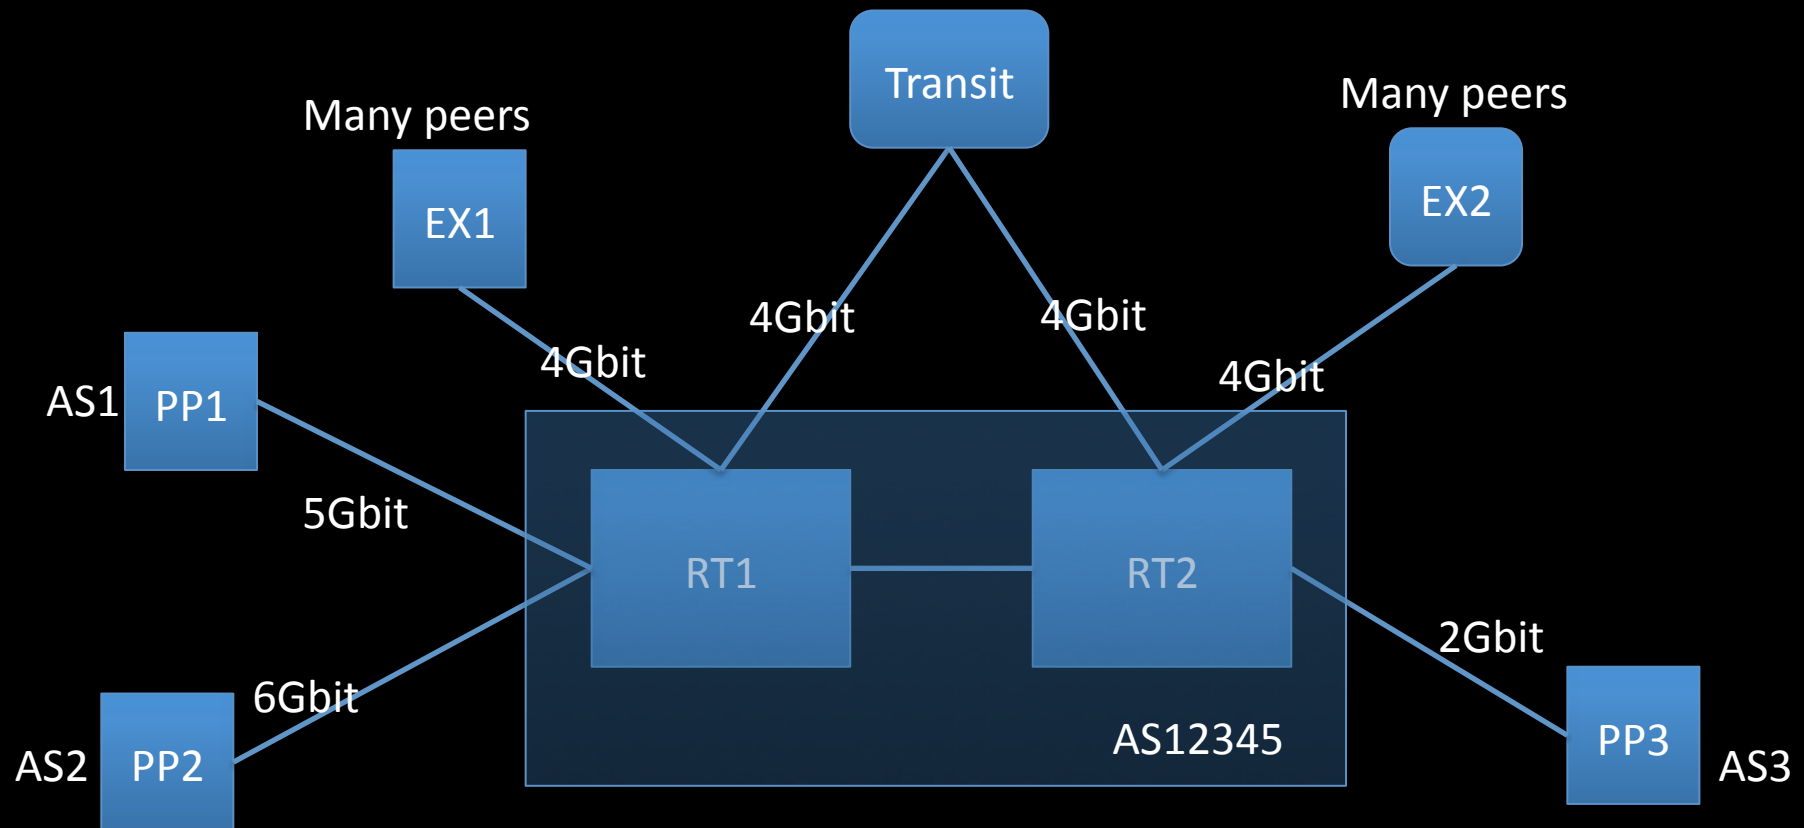 Transit
Many peers
Many peers
EX1
EX2
4Gbit
4Gbit
4Gbit
4Gbit
AS1
PP1
5Gbit
RT1
RT2
6Gbit
2Gbit
AS12345
AS2
PP2
PP3
AS3